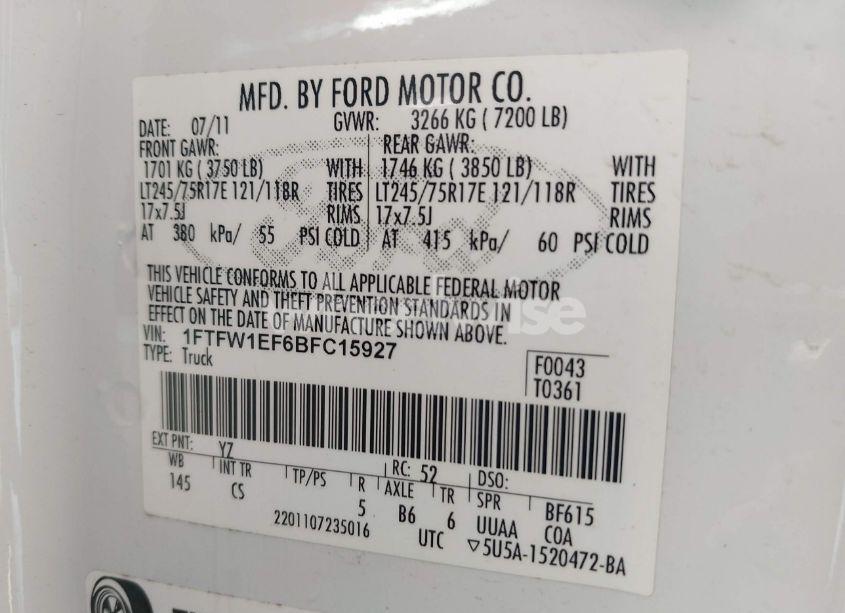 MFD. BY FORD MOTOR CO.
DATE: 07/11 GVWR: 3266 KG ( 7200 LB)
FRONT GAWR: REAR GAWR:
1701 KG ( 3750 LB) WITH 1746 KG ( 3850 LB) WITH
LT245/75R17E 121/118R TIRES LT245/75R17E 121/118R TIRES
17x7.5J RIMS 17x7.5J RIMS
AT 380 kPa/ 55 PSI COLD AT 415 kPa/ 60 PSI COLD
THIS VEHICLE CONFORMS TO ALL APPLICABLE FEDERAL MOTOR
VEHICLE SAFETY AND THEFT PREVENTION STANDARDS IN
EFFECT ON THE DATE OF MANUFACTURE SHOWN ABOVE.
VIN: 1FTFW1EF6BFC15927
TYPE: Truck
F0043
T0361
EXT PNT: YZ RC: 52 DSO:
WB INT TR TP/PS R AXLE TR SPR BF615
145 CS 5 B6 6 UUAA COA
2201107235016 UTC ▽5U5A-1520472-BA